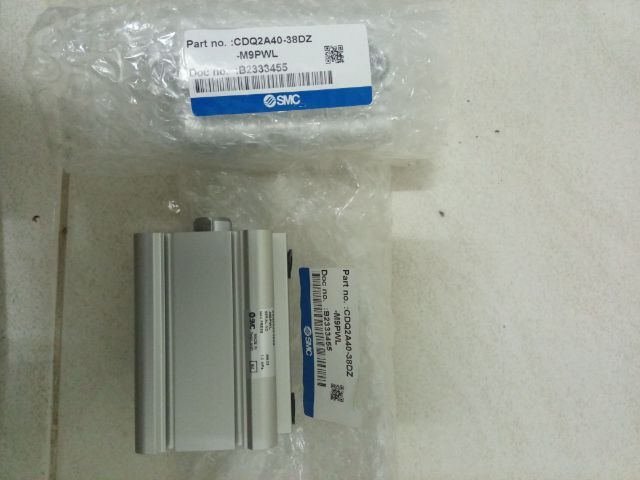 Part no. :CDQ2A40-38DZ
-M9PWL
Doc no. :B2333455
SMC
Part no. :CDQ2A40-38DZ
-M9PWL
Doc no. :B2333455
SMC
SMC